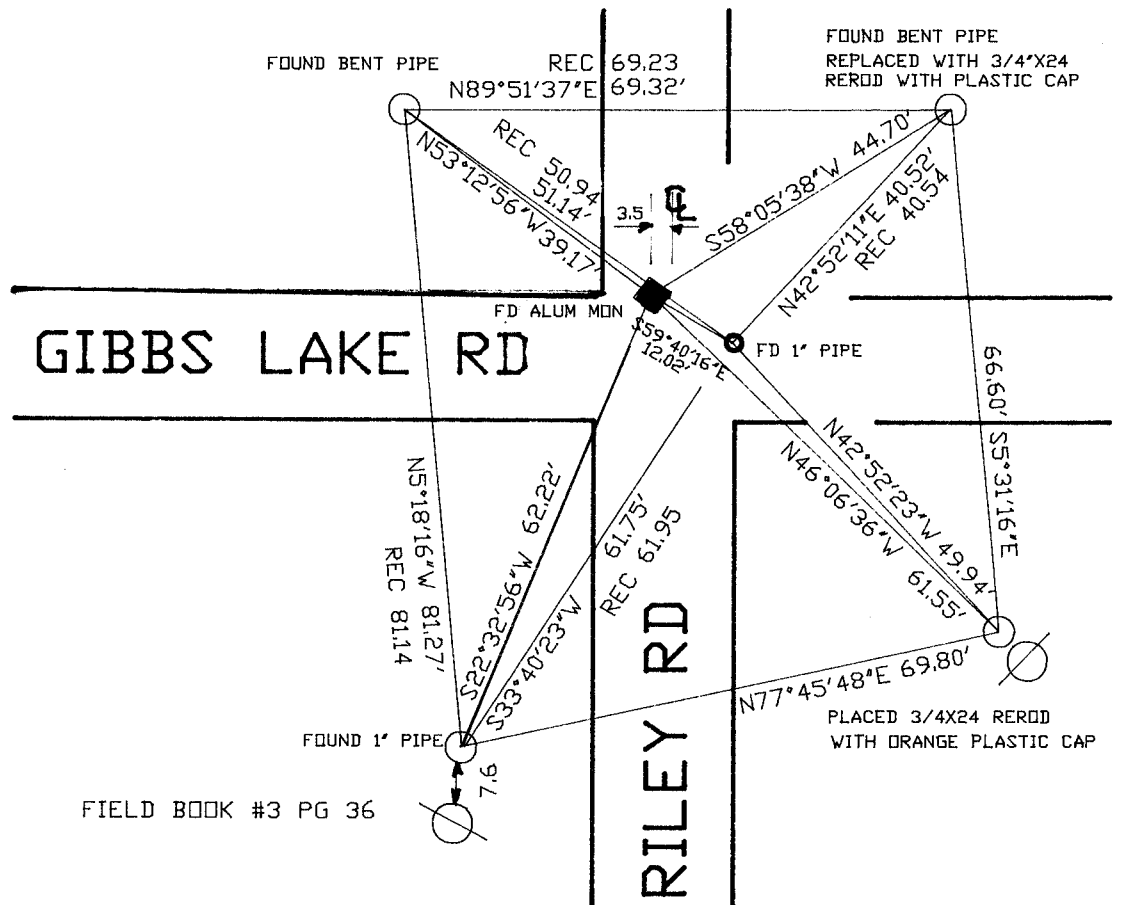 FOUND BENT PIPE
REPLACED WITH 3/4"X24
REROD WITH PLASTIC CAP
FOUND BENT PIPE
REC 69.23
N89°51'37"E 69.32'
REC 50.94
51.14'
N53°12'56"W 39.17'
3.5
CL
S58°05'38"W 44.70'
N42°52'11"E 40.52'
REC 40.54
FD ALUM MON
S59°40'16"E
12.02'
FD 1" PIPE
GIBBS LAKE RD
66.60' S5°31'16"E
N42°52'23"W 49.94'
N46°06'36"W 61.55'
N5°18'16"W 81.27'
REC 81.14
S22°32'56"W 62.22'
S33°40'23"W 61.75'
REC 61.95
RILEY RD
N77°45'48"E 69.80'
PLACED 3/4X24 REROD
WITH ORANGE PLASTIC CAP
FOUND 1" PIPE
7.6
FIELD BOOK #3 PG 36